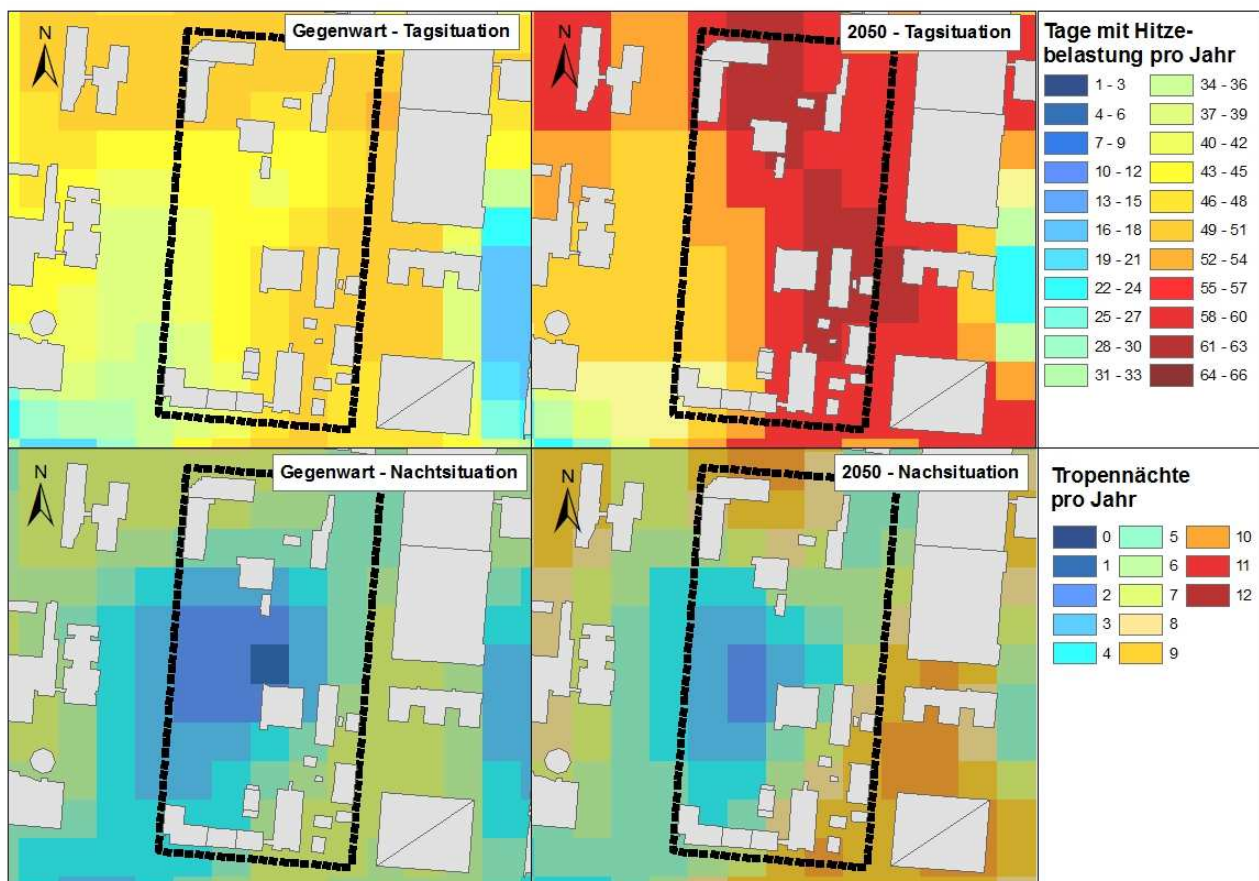 Gegenwart - Tagsituation
2050 - Tagsituation
N
N
Tage mit Hitze-
belastung pro Jahr
1 - 3
4 - 6
7 - 9
10 - 12
13 - 15
16 - 18
19 - 21
22 - 24
25 - 27
28 - 30
31 - 33
34 - 36
37 - 39
40 - 42
43 - 45
46 - 48
49 - 51
52 - 54
55 - 57
58 - 60
61 - 63
64 - 66
Gegenwart - Nachtsituation
2050 - Nachsituation
N
N
Tropennächte
pro Jahr
0
1
2
3
4
5
6
7
8
9
10
11
12